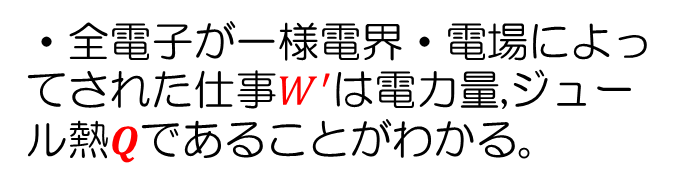 ・全電子が一様電界・電場によっ
てされた仕事W′は電力量,ジュー
ル熱Qであることがわかる。